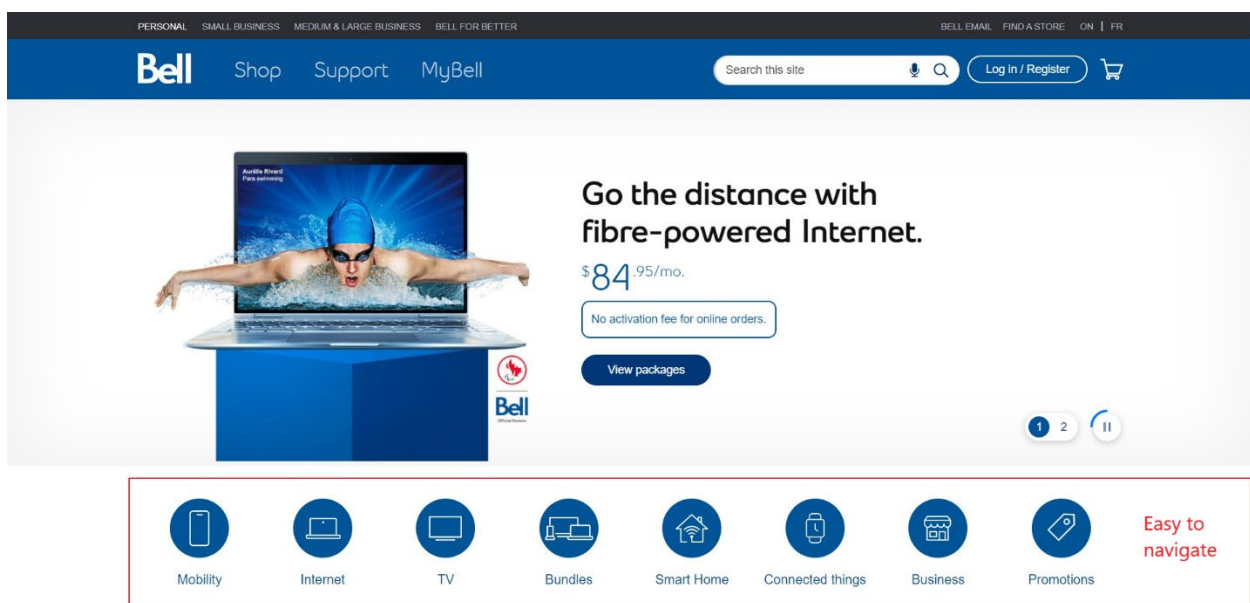 PERSONAL SMALL BUSINESS MEDIUM & LARGE BUSINESS BELL FOR BETTER BELL EMAIL FIND A STORE ON | FR
Bell Shop Support MyBell Search this site Log in / Register
Aurélie Rivard
Para swimming
Go the distance with
fibre-powered Internet.
$84.95/mo.
No activation fee for online orders.
View packages
Bell
1 2
Mobility Internet TV Bundles Smart Home Connected things Business Promotions
Easy to
navigate